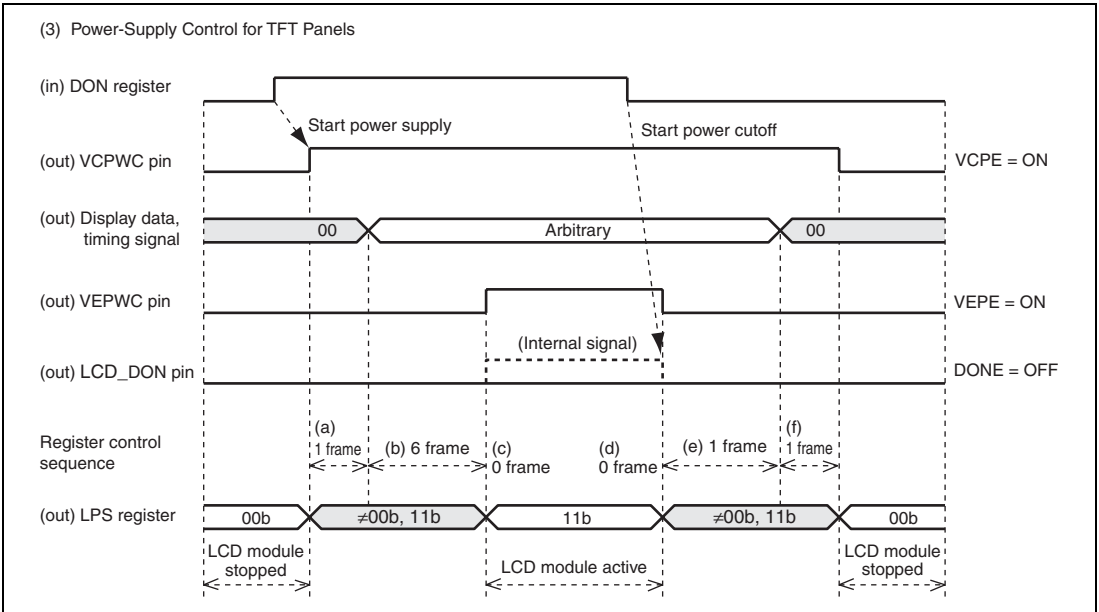 (3) Power-Supply Control for TFT Panels
(in) DON register
Start power supply
Start power cutoff
(out) VCPWC pin
VCPE = ON
(out) Display data,
timing signal
00
Arbitrary
00
(out) VEPWC pin
VEPE = ON
(Internal signal)
(out) LCD_DON pin
DONE = OFF
Register control
sequence
(a)
1 frame
(b) 6 frame
(c)
0 frame
(d)
0 frame
(e) 1 frame
(f)
1 frame
(out) LPS register
00b
≠00b, 11b
11b
≠00b, 11b
00b
LCD module
stopped
LCD module active
LCD module
stopped